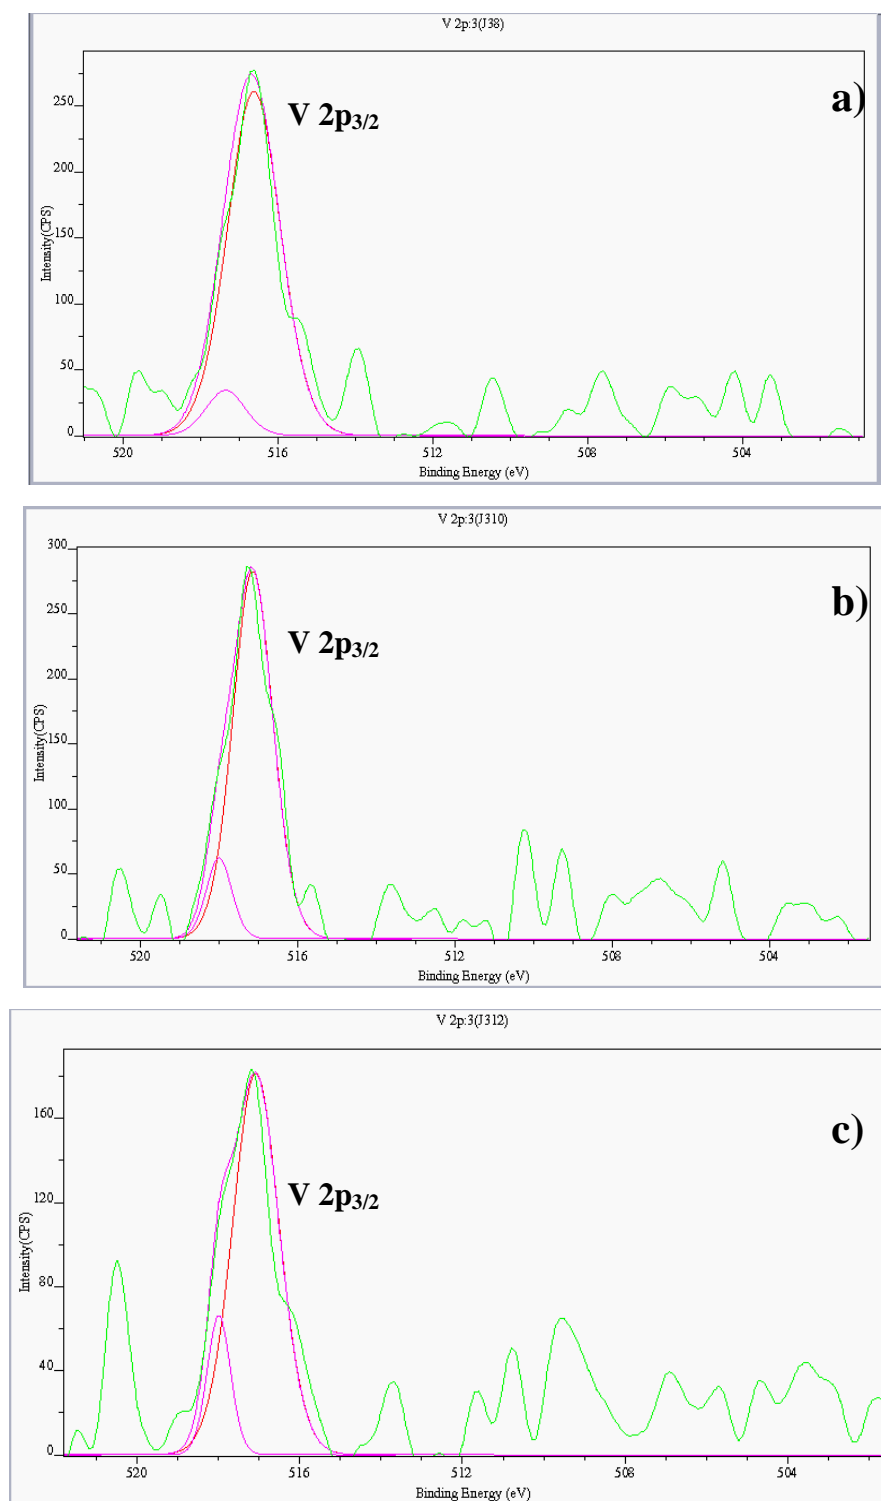 V 2p:3(J38)
a)
V 2p3/2
250
200
150
100
50
0
Intensity(CPS)
520 516 512 508 504
Binding Energy (eV)
V 2p:3(J310)
b)
V 2p3/2
300
250
200
150
100
50
0
Intensity(CPS)
520 516 512 508 504
Binding Energy (eV)
V 2p:3(J312)
c)
V 2p3/2
160
120
80
40
0
Intensity(CPS)
520 516 512 508 504
Binding Energy (eV)